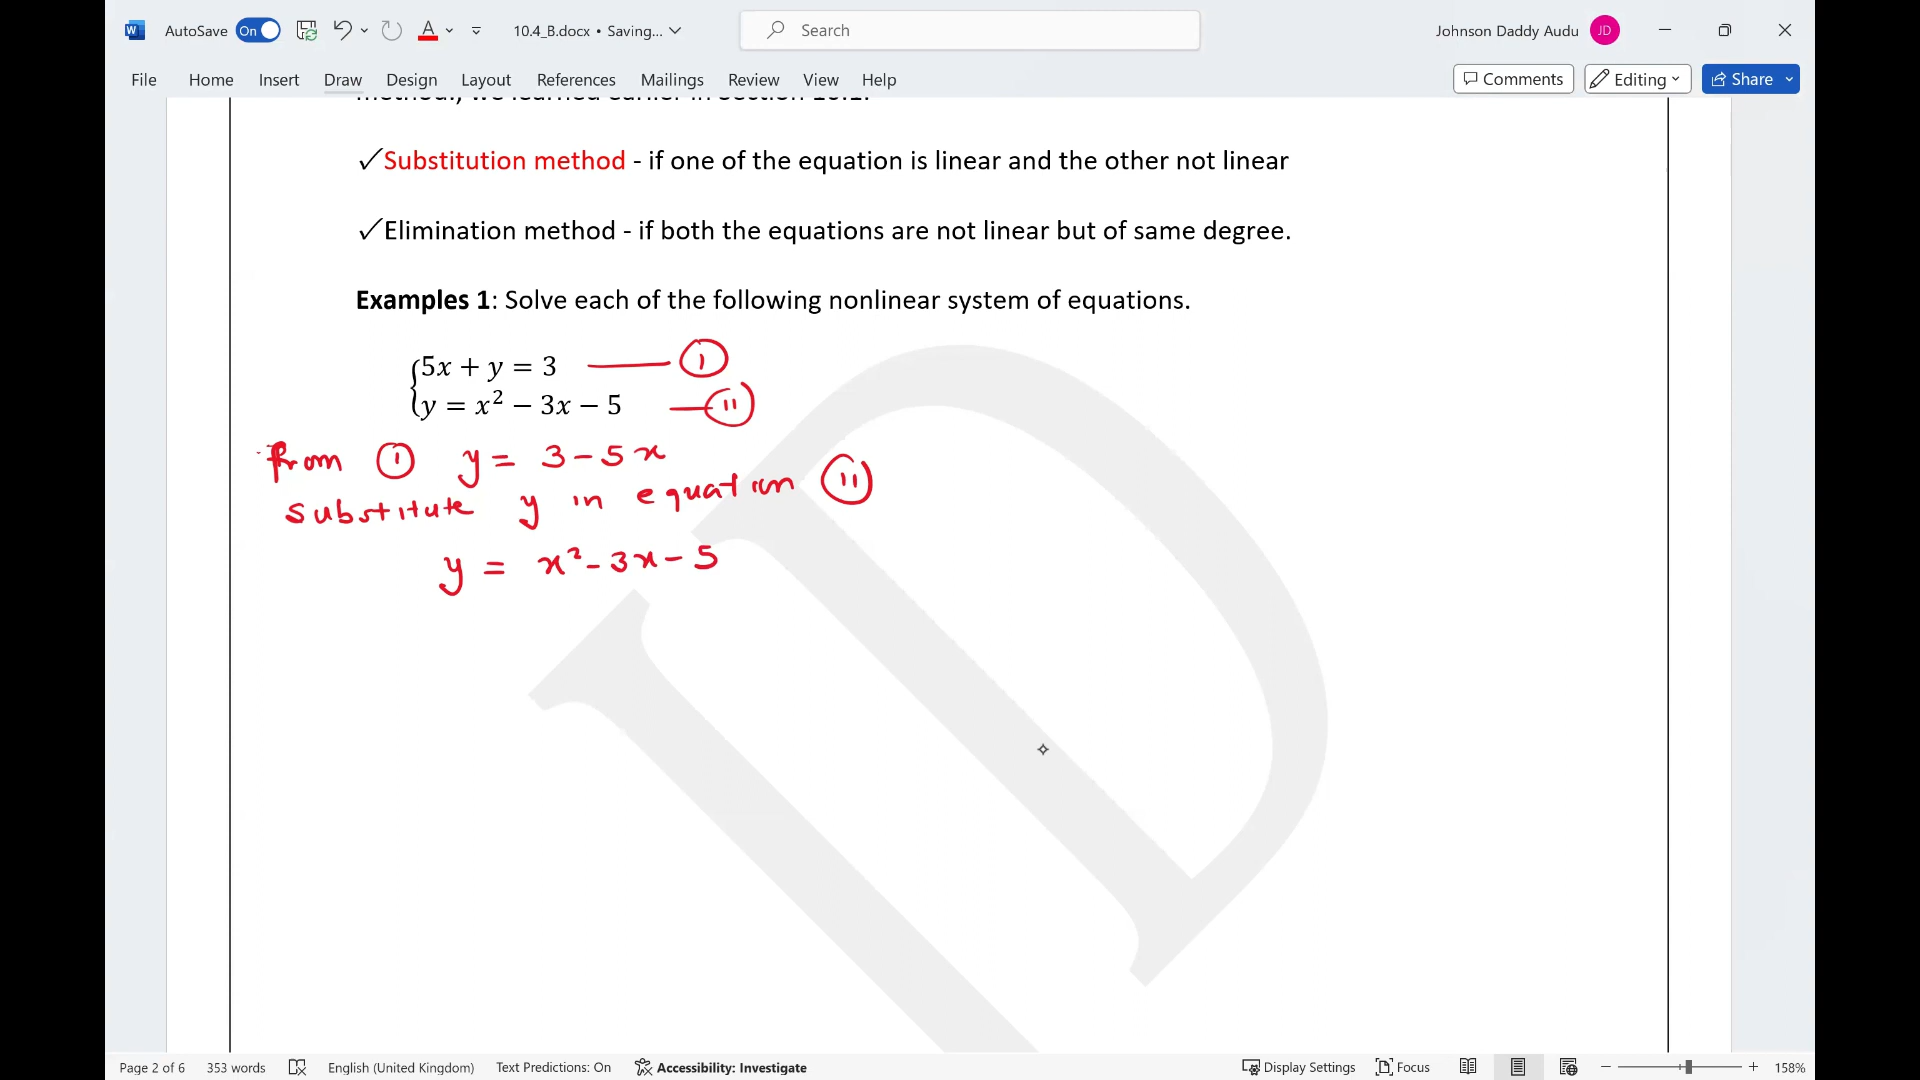 AutoSave On 10.4_B.docx • Saving... Search Johnson Daddy Audu JD
File Home Insert Draw Design Layout References Mailings Review View Help Comments Editing Share
✓Substitution method - if one of the equation is linear and the other not linear
✓Elimination method - if both the equations are not linear but of same degree.
Examples 1: Solve each of the following nonlinear system of equations.
5x + y = 3 —— I
y = x² − 3x − 5 — II
from I y = 3 - 5x
substitute y in equation II
y = x² - 3x - 5
Page 2 of 6 353 words English (United Kingdom) Text Predictions: On Accessibility: Investigate Display Settings Focus 158%